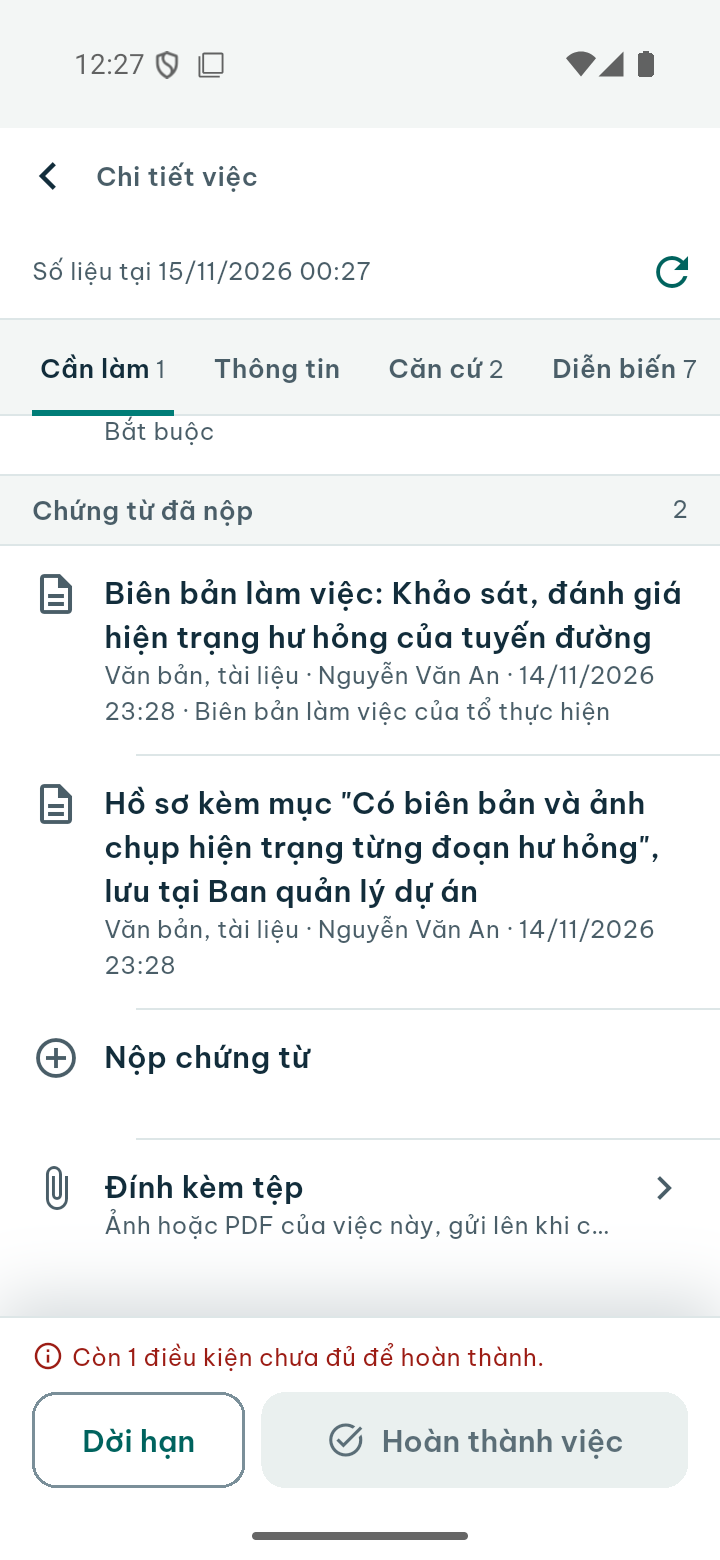 12:27
Chi tiết việc
Số liệu tại 15/11/2026 00:27
Cần làm 1 Thông tin Căn cứ 2 Diễn biến 7
Bắt buộc
Chứng từ đã nộp 2
Biên bản làm việc: Khảo sát, đánh giá
hiện trạng hư hỏng của tuyến đường
Văn bản, tài liệu · Nguyễn Văn An · 14/11/2026
23:28 · Biên bản làm việc của tổ thực hiện
Hồ sơ kèm mục "Có biên bản và ảnh
chụp hiện trạng từng đoạn hư hỏng",
lưu tại Ban quản lý dự án
Văn bản, tài liệu · Nguyễn Văn An · 14/11/2026
23:28
Nộp chứng từ
Đính kèm tệp
Ảnh hoặc PDF của việc này, gửi lên khi c...
Còn 1 điều kiện chưa đủ để hoàn thành.
Dời hạn Hoàn thành việc